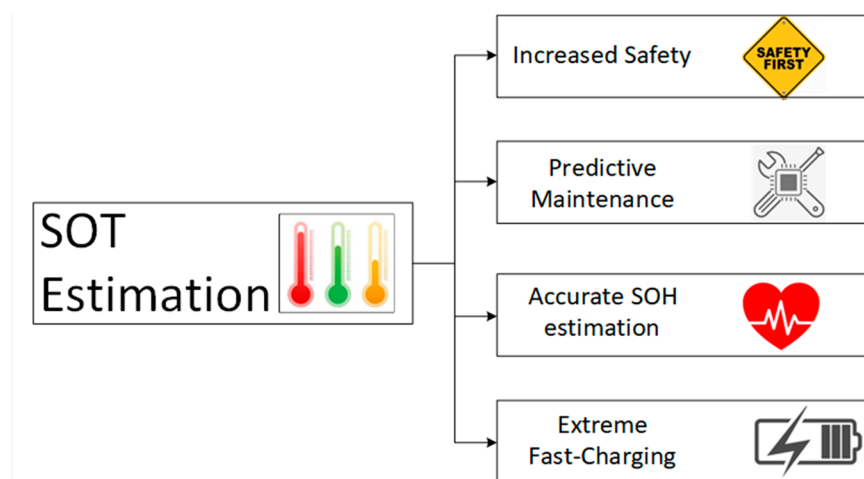 SOT
Estimation
Increased Safety
SAFETY
FIRST
Predictive
Maintenance
Accurate SOH
estimation
Extreme
Fast-Charging